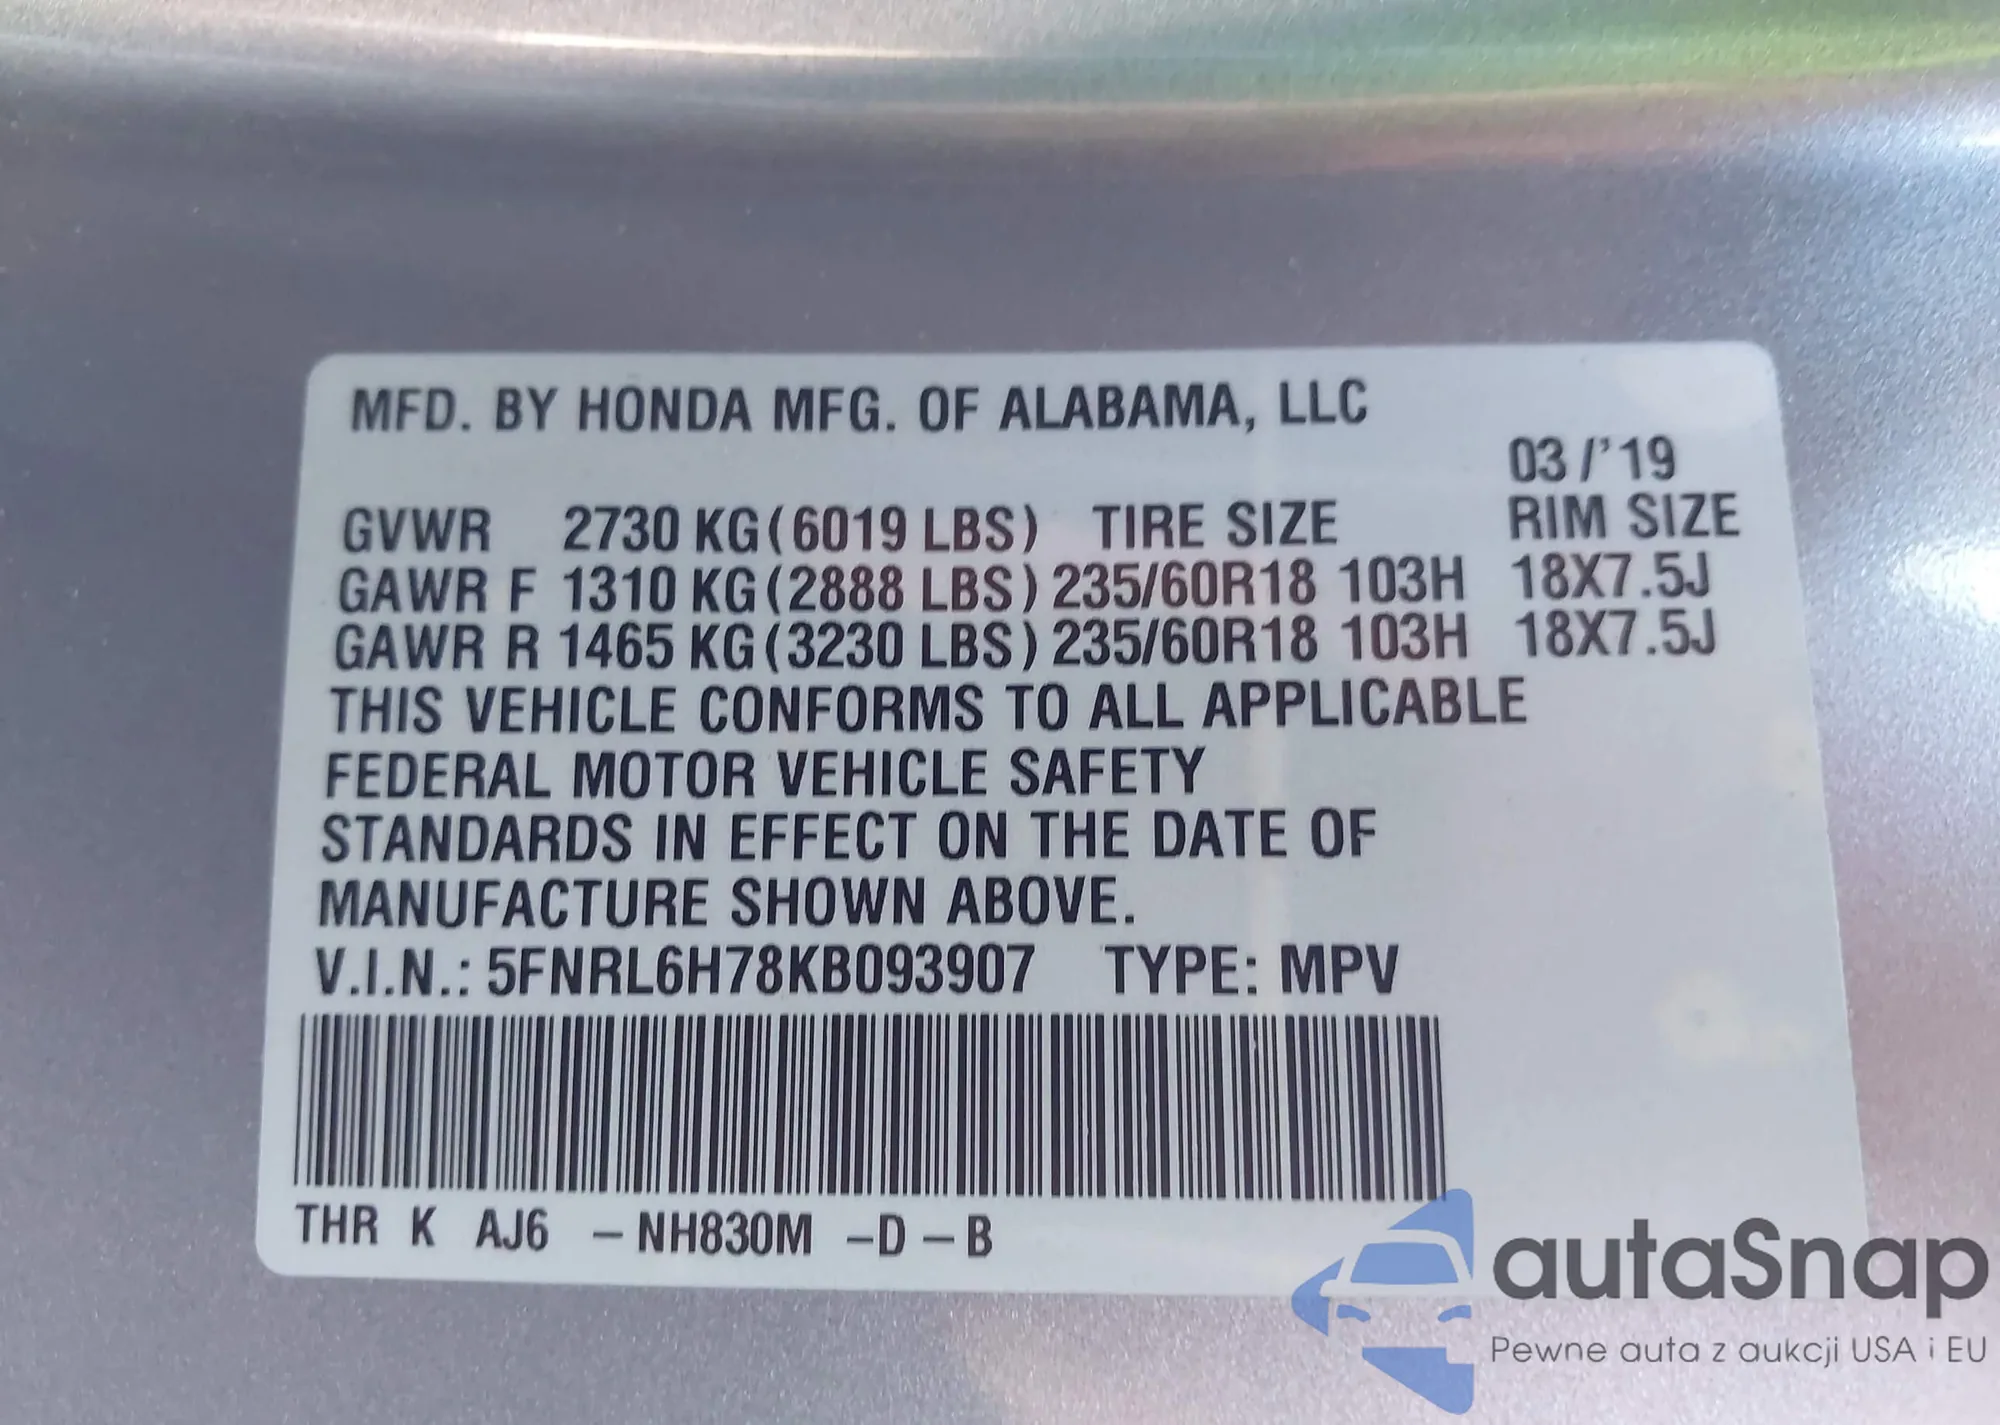 MFD. BY HONDA MFG. OF ALABAMA, LLC
03 /'19
GVWR 2730 KG (6019 LBS) TIRE SIZE RIM SIZE
GAWR F 1310 KG (2888 LBS) 235/60R18 103H 18X7.5J
GAWR R 1465 KG (3230 LBS) 235/60R18 103H 18X7.5J
THIS VEHICLE CONFORMS TO ALL APPLICABLE
FEDERAL MOTOR VEHICLE SAFETY
STANDARDS IN EFFECT ON THE DATE OF
MANUFACTURE SHOWN ABOVE.
V.I.N.: 5FNRL6H78KB093907 TYPE: MPV
THR K AJ6 – NH830M –D – B
autaSnap
Pewne auta z aukcji USA i EU